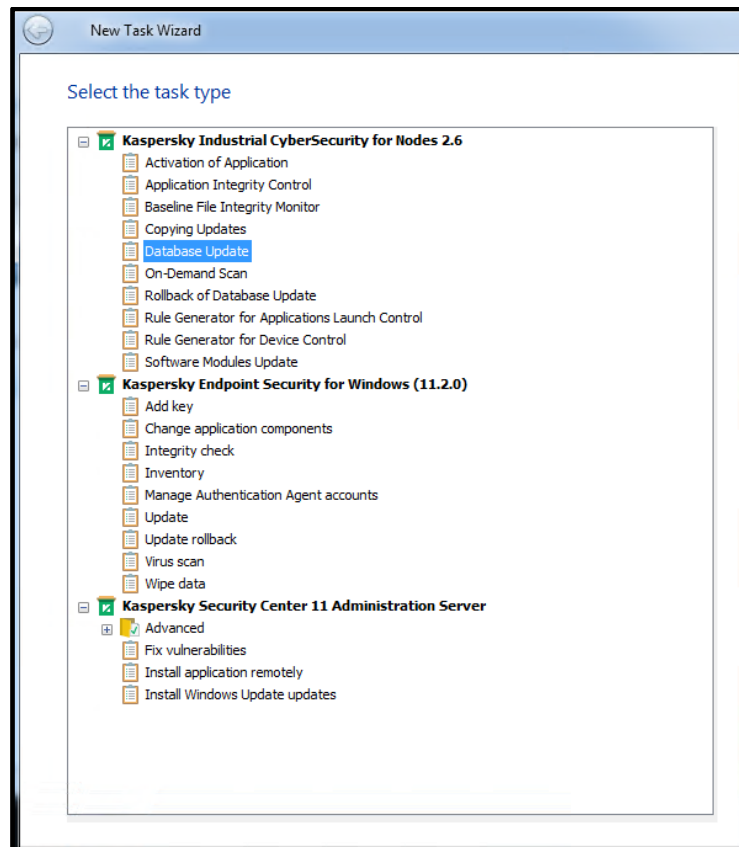 New Task Wizard
Select the task type
Kaspersky Industrial CyberSecurity for Nodes 2.6
Activation of Application
Application Integrity Control
Baseline File Integrity Monitor
Copying Updates
Database Update
On-Demand Scan
Rollback of Database Update
Rule Generator for Applications Launch Control
Rule Generator for Device Control
Software Modules Update
Kaspersky Endpoint Security for Windows (11.2.0)
Add key
Change application components
Integrity check
Inventory
Manage Authentication Agent accounts
Update
Update rollback
Virus scan
Wipe data
Kaspersky Security Center 11 Administration Server
Advanced
Fix vulnerabilities
Install application remotely
Install Windows Update updates